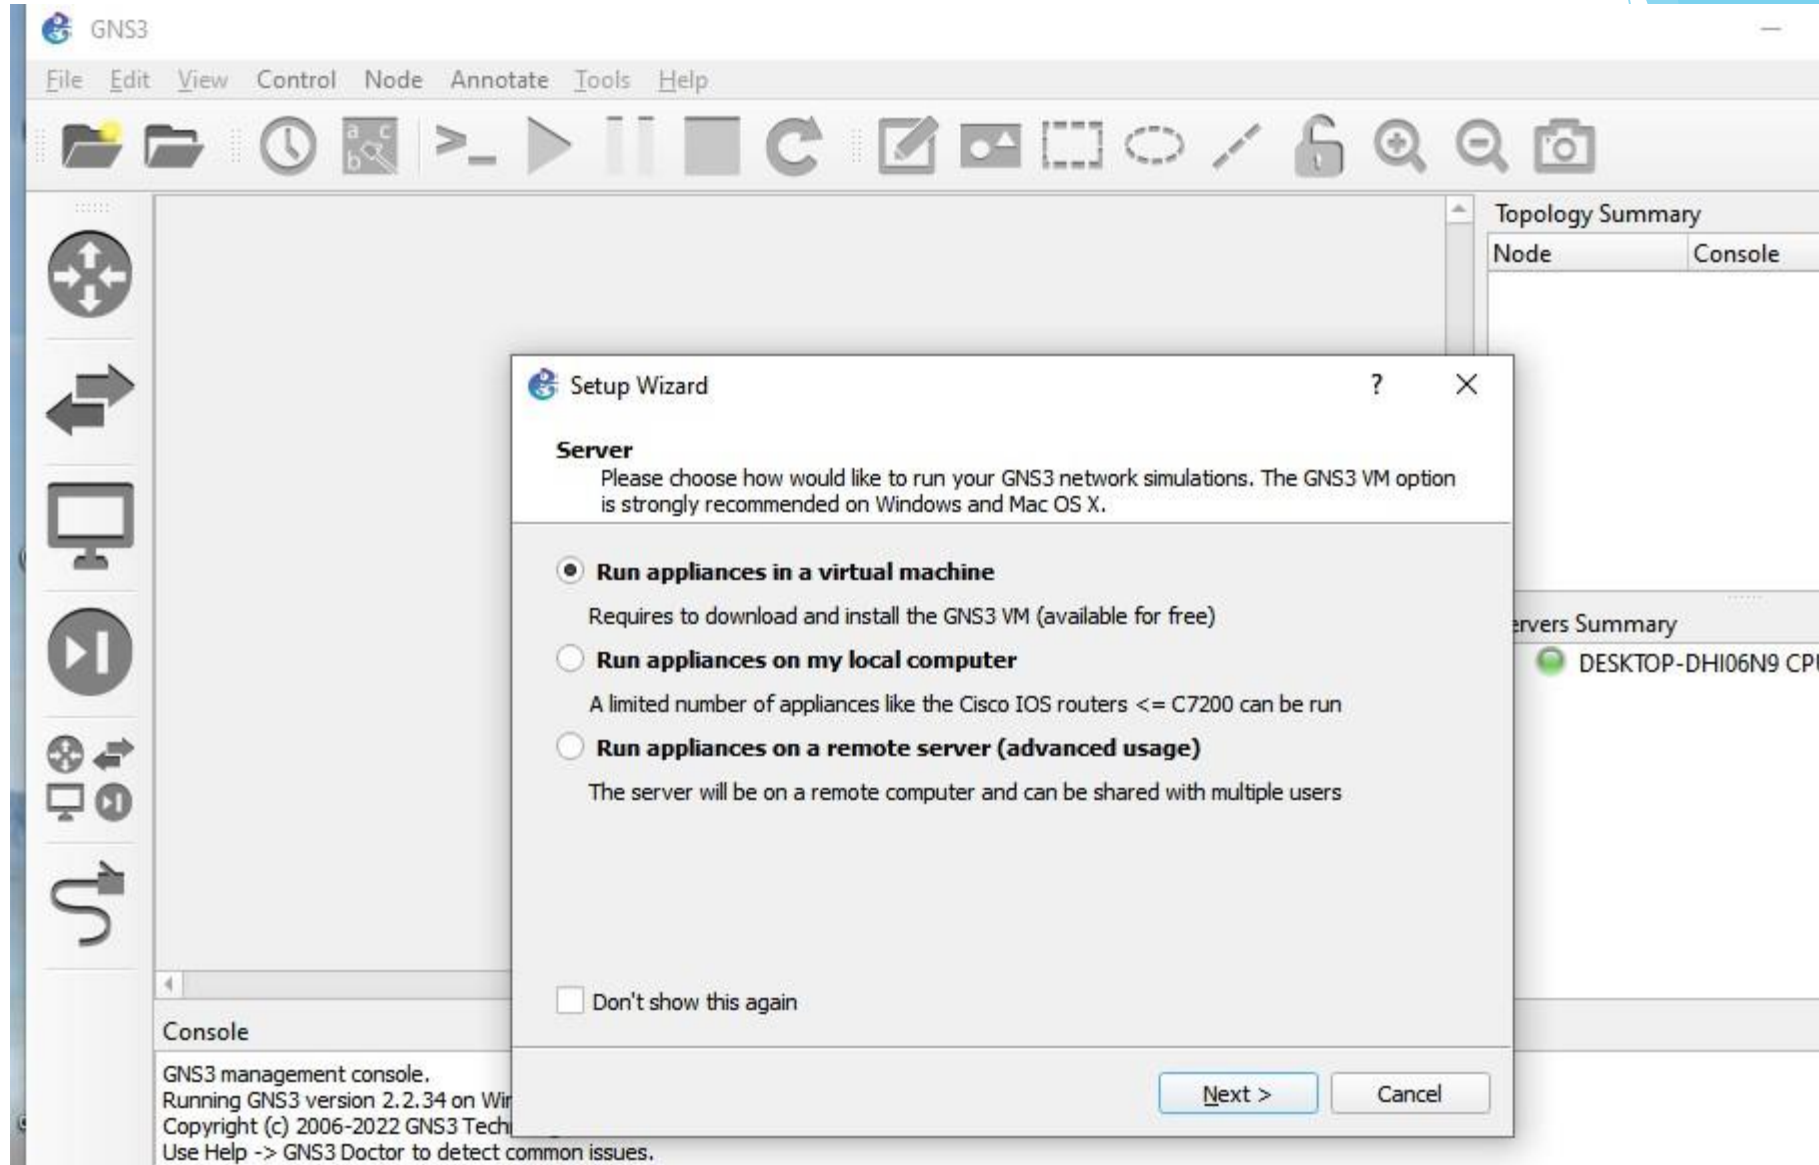 GNS3
File Edit View Control Node Annotate Tools Help
a c
b
Topology Summary
Node Console
Setup Wizard ?
Server
Please choose how would like to run your GNS3 network simulations. The GNS3 VM option
is strongly recommended on Windows and Mac OS X.
Run appliances in a virtual machine
Requires to download and install the GNS3 VM (available for free)
Run appliances on my local computer
A limited number of appliances like the Cisco IOS routers <= C7200 can be run
Run appliances on a remote server (advanced usage)
The server will be on a remote computer and can be shared with multiple users
Don't show this again
Next > Cancel
ervers Summary
DESKTOP-DHI06N9 CPU
Console
GNS3 management console.
Running GNS3 version 2.2.34 on Wi
Copyright (c) 2006-2022 GNS3 Tech
Use Help -> GNS3 Doctor to detect common issues.